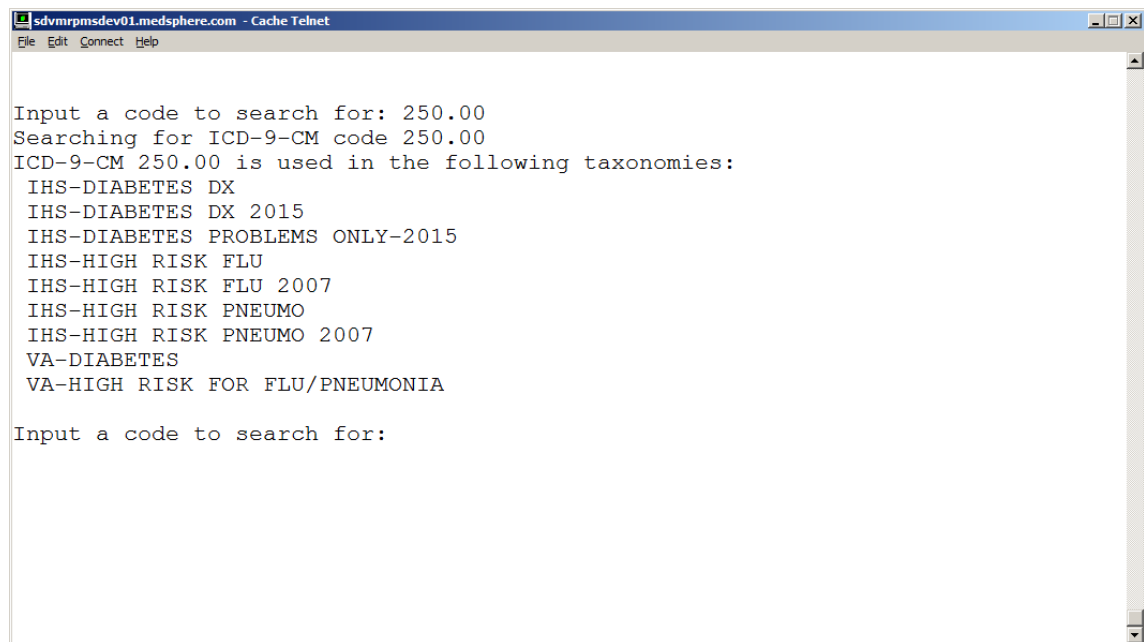 sdvmrpmsdev01.medsphere.com - Cache Telnet
File Edit Connect Help
Input a code to search for: 250.00
Searching for ICD-9-CM code 250.00
ICD-9-CM 250.00 is used in the following taxonomies:
IHS-DIABETES DX
IHS-DIABETES DX 2015
IHS-DIABETES PROBLEMS ONLY-2015
IHS-HIGH RISK FLU
IHS-HIGH RISK FLU 2007
IHS-HIGH RISK PNEUMO
IHS-HIGH RISK PNEUMO 2007
VA-DIABETES
VA-HIGH RISK FOR FLU/PNEUMONIA
Input a code to search for: